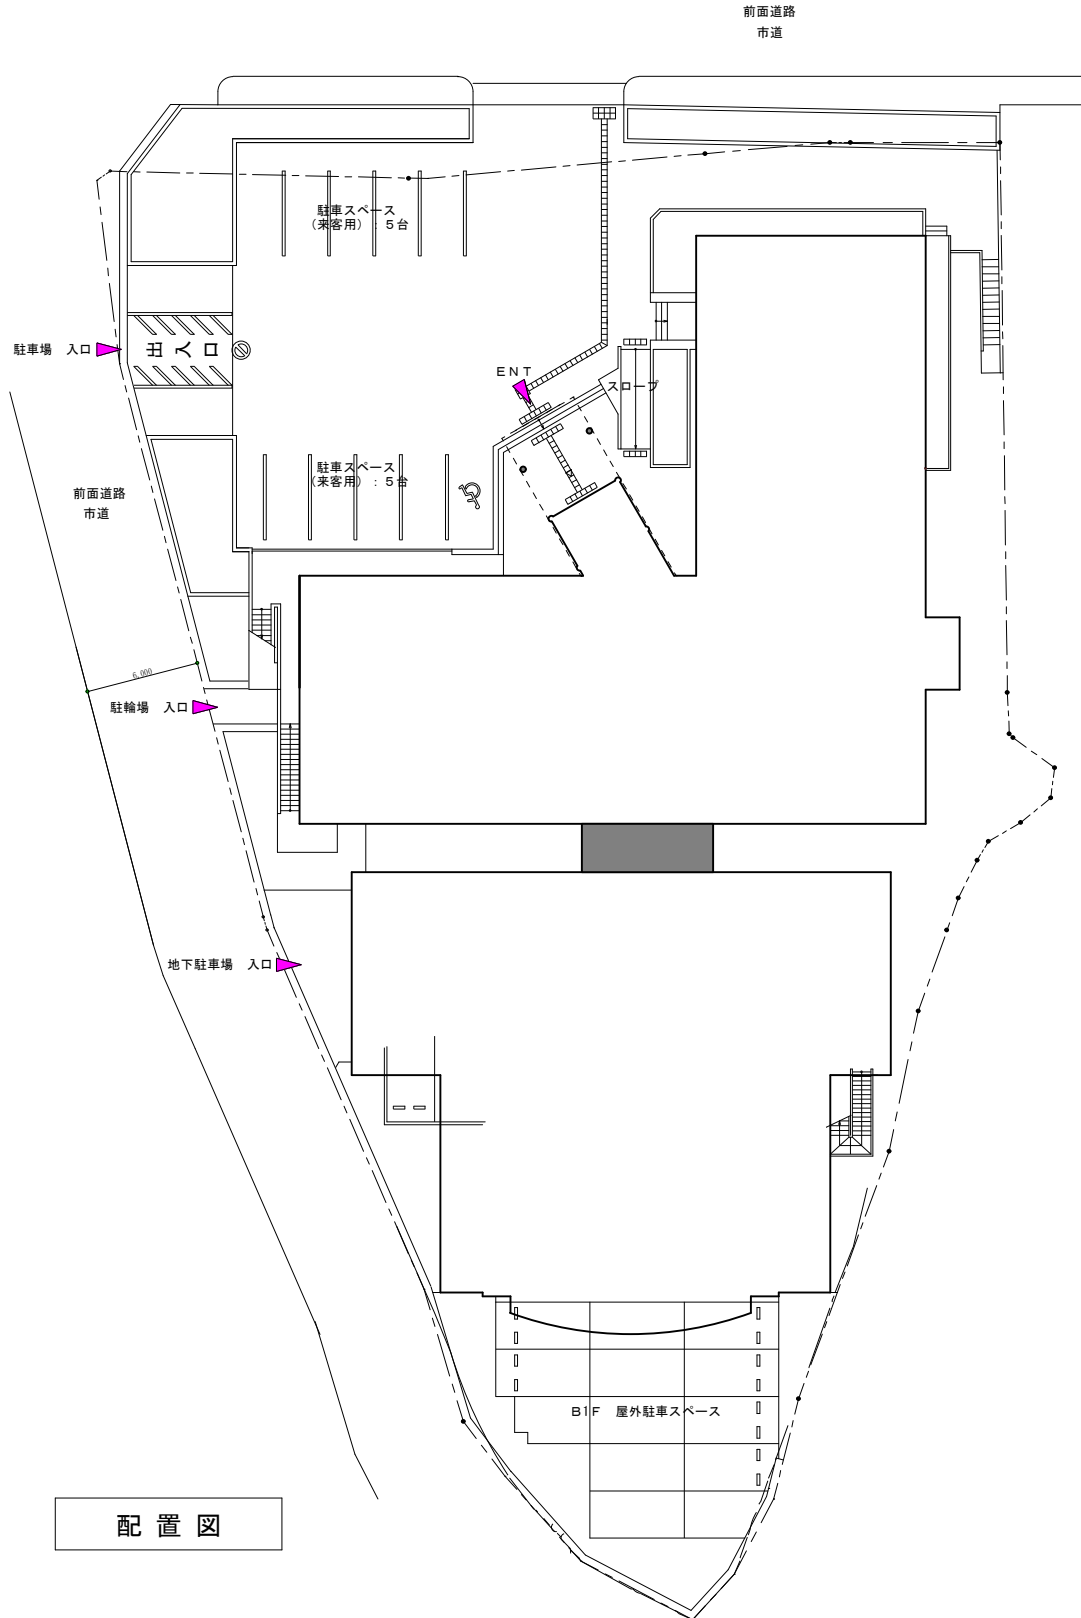 前面道路
市道
駐車スペース
(来客用)：５台
駐車場　入口
出入口
ＥＮＴ
スロープ
駐車スペース
(来客用)：５台
前面道路
市道
6,000
駐輪場　入口
地下駐車場　入口
B1F　屋外駐車スペース
配置図